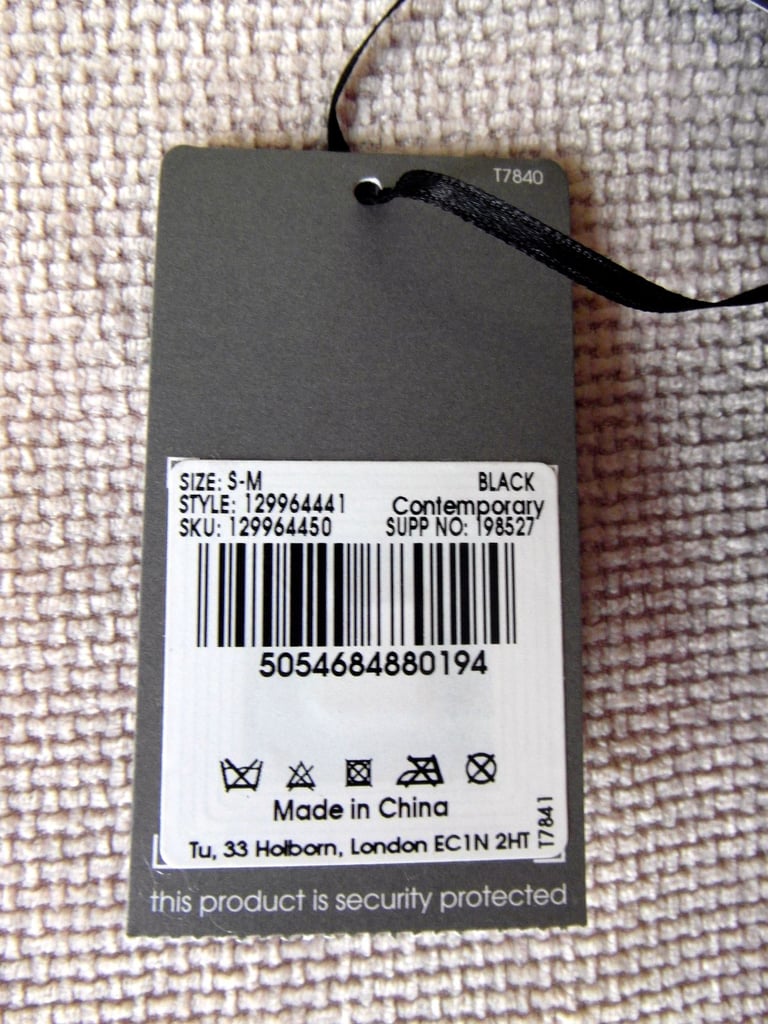 T7840
SIZE: S-M BLACK
STYLE: 129964441 Contemporary
SKU: 129964450 SUPP NO: 198527
5054684880194
Made in China
Tu, 33 Holborn, London EC1N 2HT
T7841
this product is security protected